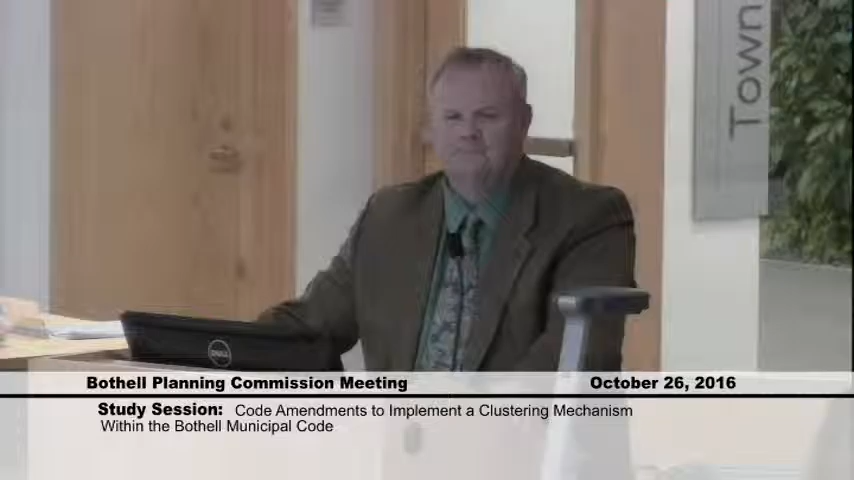 Town
DELL
Bothell Planning Commission Meeting
October 26, 2016
Study Session: Code Amendments to Implement a Clustering Mechanism
Within the Bothell Municipal Code